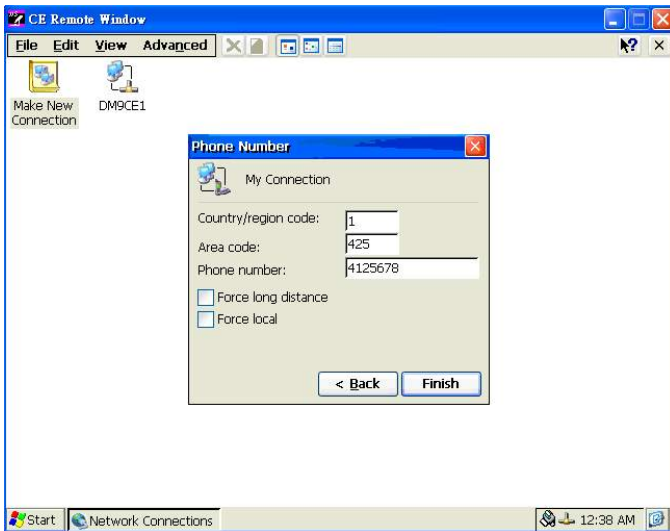 CE Remote Window
File Edit View Advanced
Make New
Connection
DM9CE1
Phone Number
My Connection
Country/region code: 1
Area code: 425
Phone number: 4125678
Force long distance
Force local
< Back Finish
Start Network Connections 12:38 AM